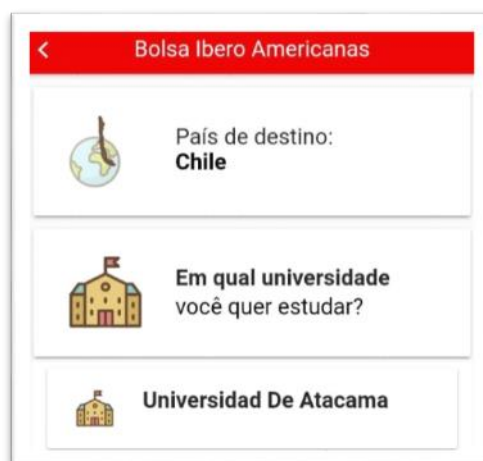 Bolsa Ibero Americanas
País de destino:
Chile
Em qual universidade
você quer estudar?
Universidad De Atacama